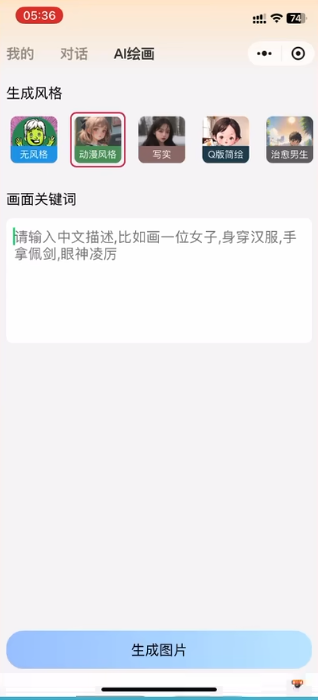 05:36
74
我的 对话 AI绘画
生成风格
无风格 动漫风格 写实 Q版简绘 治愈男生
画面关键词
请输入中文描述,比如画一位女子,身穿汉服,手
拿佩剑,眼神凌厉
生成图片